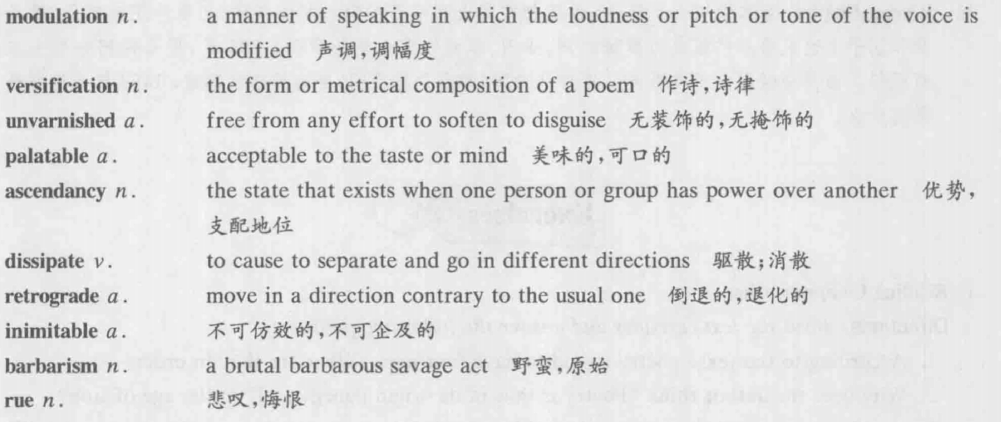 modulation n. a manner of speaking in which the loudness or pitch or tone of the voice is
modified 声调,调幅度
versification n. the form or metrical composition of a poem 作诗,诗律
unvarnished a. free from any effort to soften to disguise 无装饰的,无掩饰的
palatable a. acceptable to the taste or mind 美味的,可口的
ascendancy n. the state that exists when one person or group has power over another 优势,
支配地位
dissipate v. to cause to separate and go in different directions 驱散;消散
retrograde a. move in a direction contrary to the usual one 倒退的,退化的
inimitable a. 不可仿效的,不可企及的
barbarism n. a brutal barbarous savage act 野蛮,原始
rue n. 悲叹,悔恨